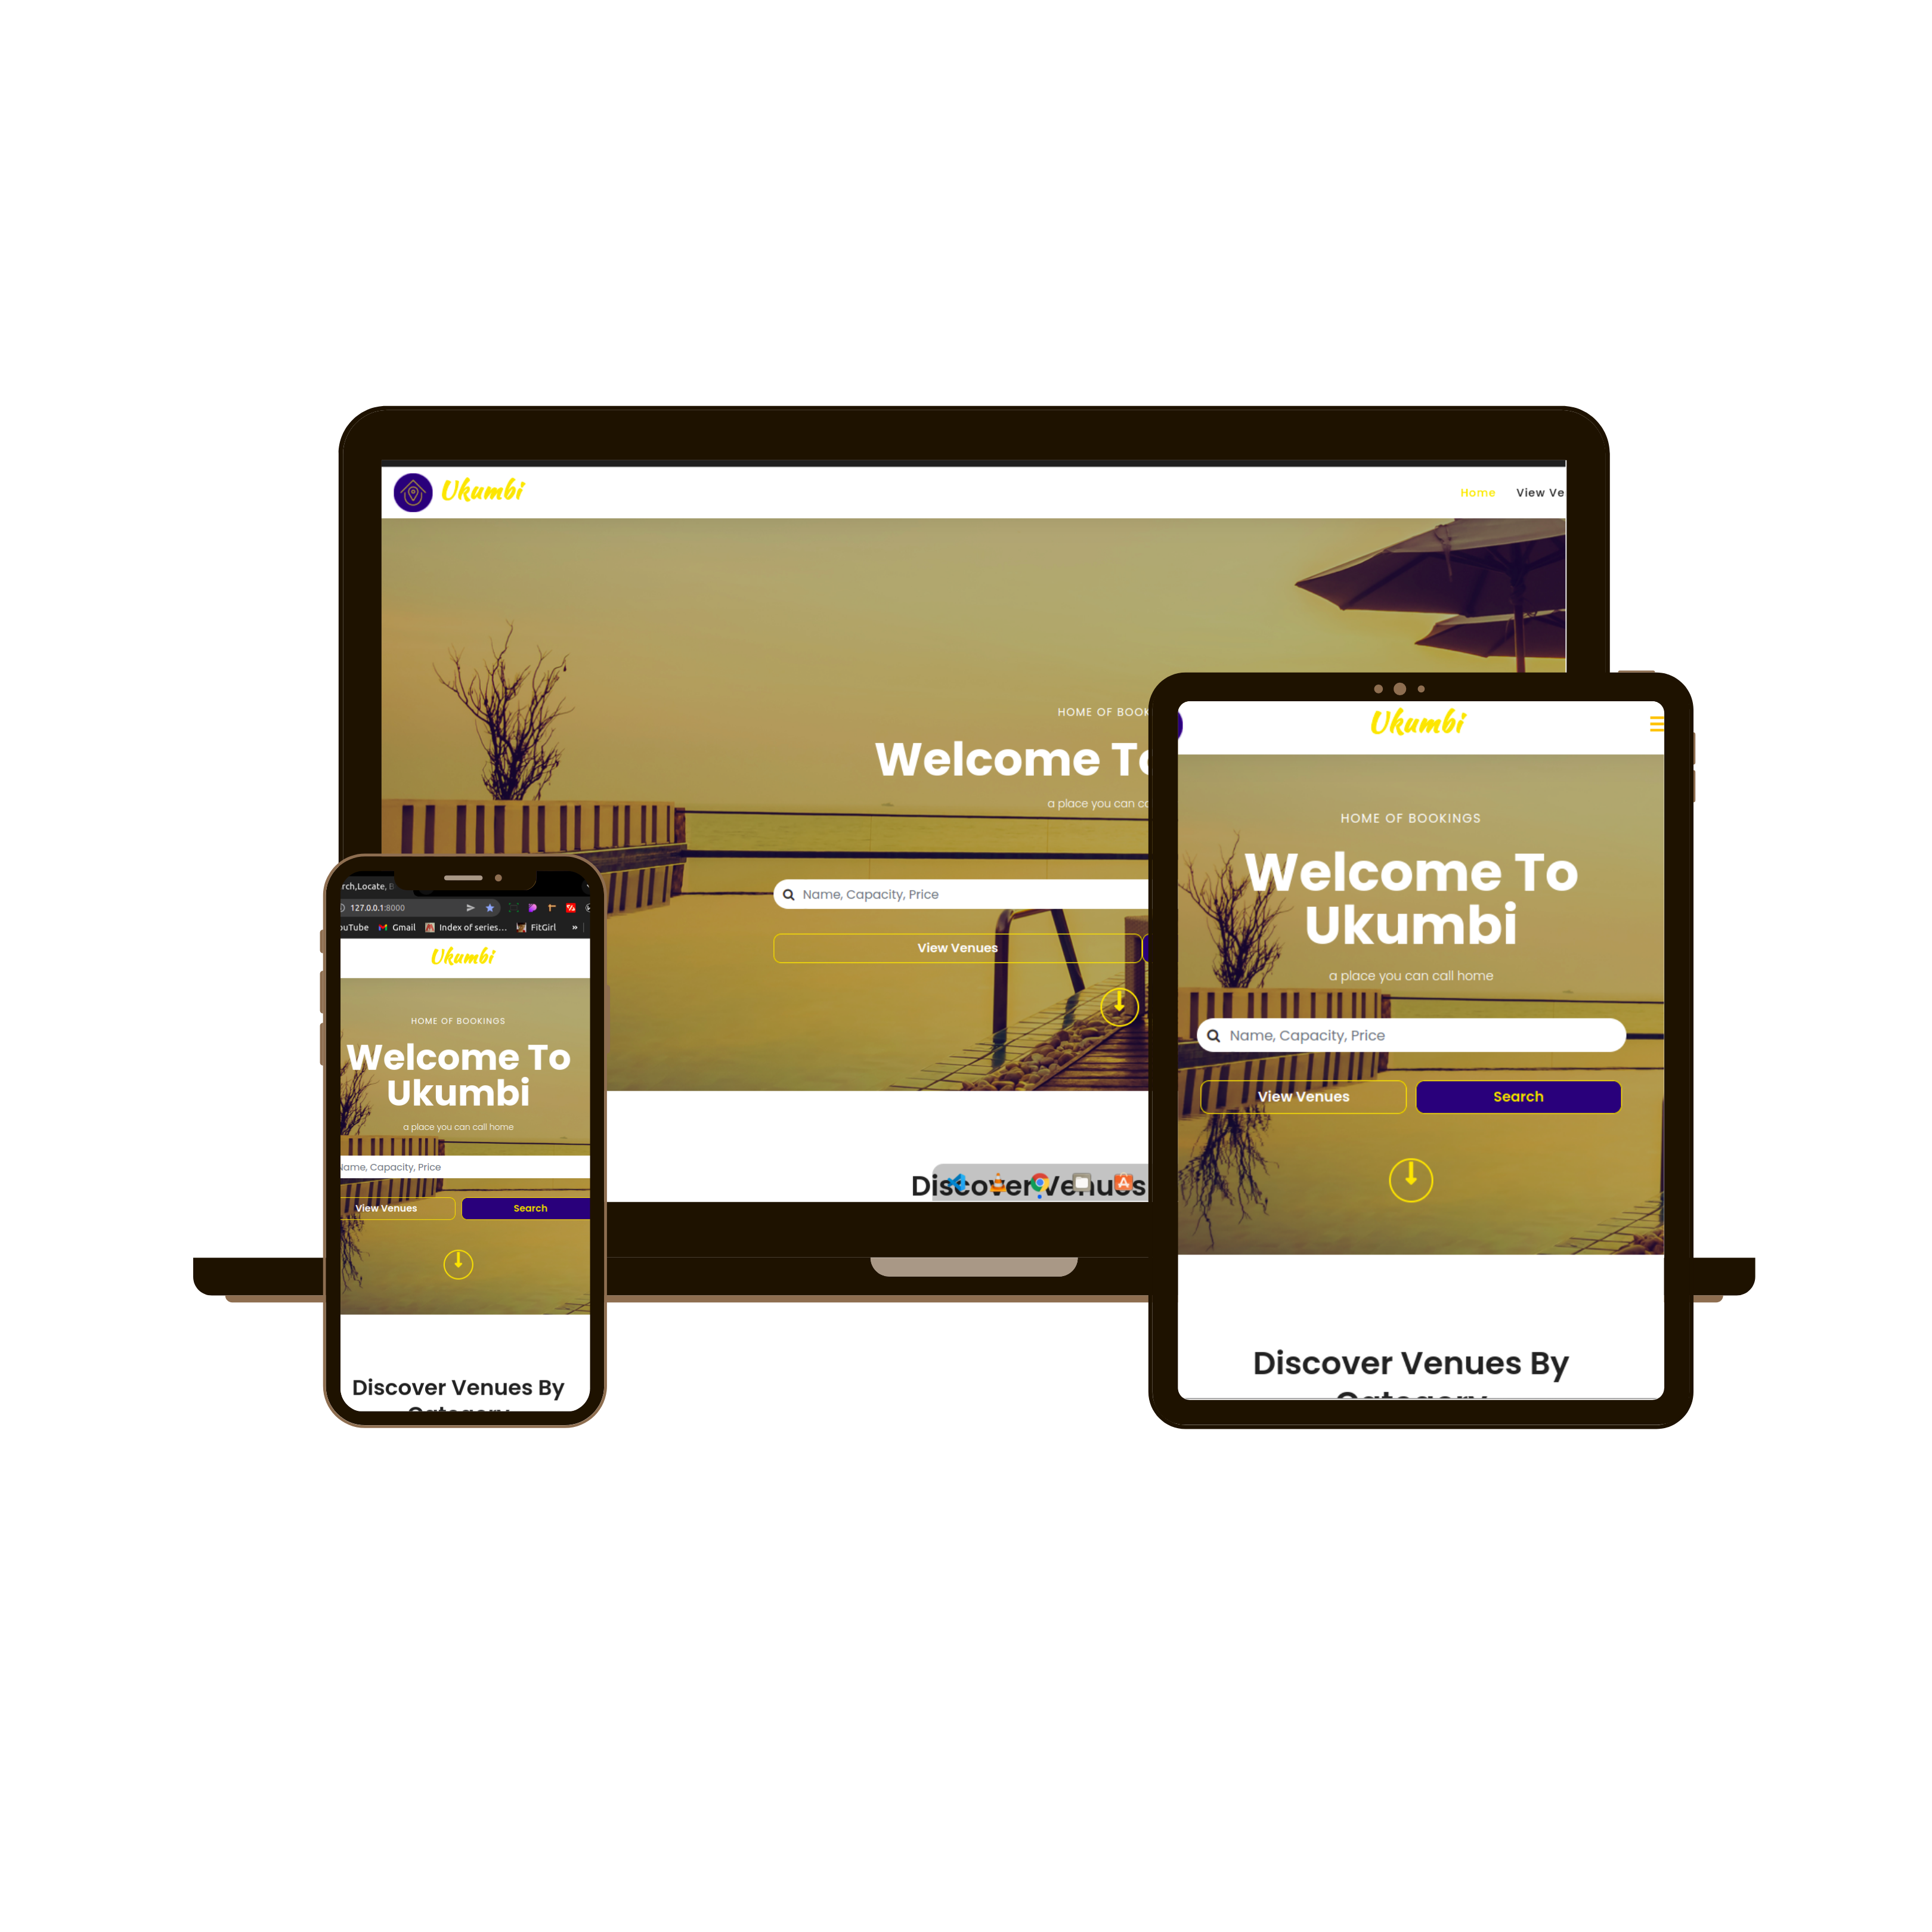 Ukumbi
Home View Ve
HOME OF BOOK
Welcome To
a place you can ca
Name, Capacity, Price
View Venues
Discover Venues
rch,Locate, B
127.0.0.1:8000
ouTube Gmail Index of series... FitGirl »
Ukumbi
HOME OF BOOKINGS
Welcome To
Ukumbi
a place you can call home
Name, Capacity, Price
View Venues Search
Discover Venues By
Category
Ukumbi
HOME OF BOOKINGS
Welcome To
Ukumbi
a place you can call home
Name, Capacity, Price
View Venues Search
Discover Venues By
Category